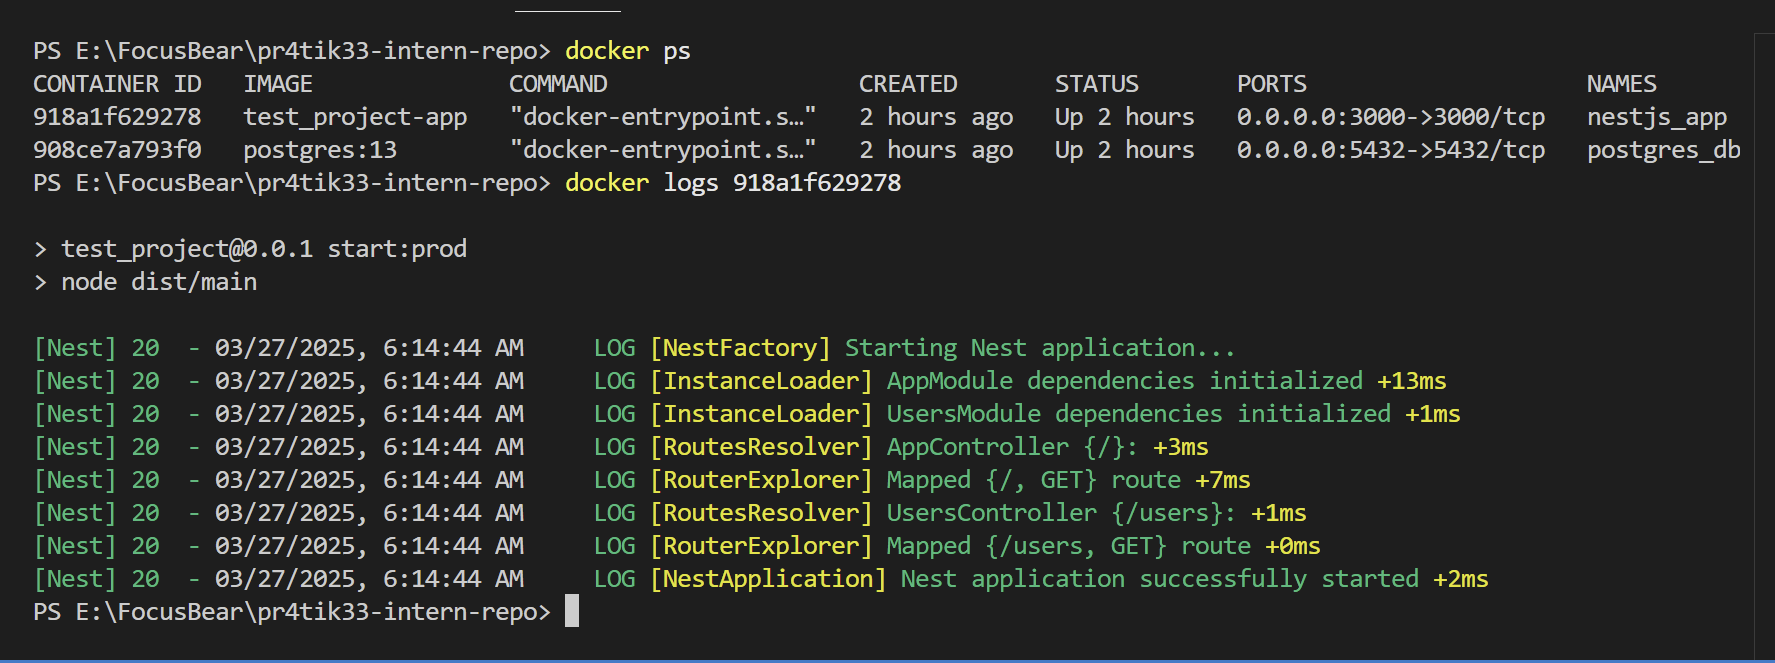 PS E:\FocusBear\pr4tik33-intern-repo> docker ps
CONTAINER ID   IMAGE              COMMAND                  CREATED       STATUS       PORTS                    NAMES
918a1f629278   test_project-app   "docker-entrypoint.s…"   2 hours ago   Up 2 hours   0.0.0.0:3000->3000/tcp   nestjs_app
908ce7a793f0   postgres:13        "docker-entrypoint.s…"   2 hours ago   Up 2 hours   0.0.0.0:5432->5432/tcp   postgres_db
PS E:\FocusBear\pr4tik33-intern-repo> docker logs 918a1f629278
> test_project@0.0.1 start:prod
> node dist/main
[Nest] 20  - 03/27/2025, 6:14:44 AM     LOG [NestFactory] Starting Nest application...
[Nest] 20  - 03/27/2025, 6:14:44 AM     LOG [InstanceLoader] AppModule dependencies initialized +13ms
[Nest] 20  - 03/27/2025, 6:14:44 AM     LOG [InstanceLoader] UsersModule dependencies initialized +1ms
[Nest] 20  - 03/27/2025, 6:14:44 AM     LOG [RoutesResolver] AppController {/}: +3ms
[Nest] 20  - 03/27/2025, 6:14:44 AM     LOG [RouterExplorer] Mapped {/, GET} route +7ms
[Nest] 20  - 03/27/2025, 6:14:44 AM     LOG [RoutesResolver] UsersController {/users}: +1ms
[Nest] 20  - 03/27/2025, 6:14:44 AM     LOG [RouterExplorer] Mapped {/users, GET} route +0ms
[Nest] 20  - 03/27/2025, 6:14:44 AM     LOG [NestApplication] Nest application successfully started +2ms
PS E:\FocusBear\pr4tik33-intern-repo>